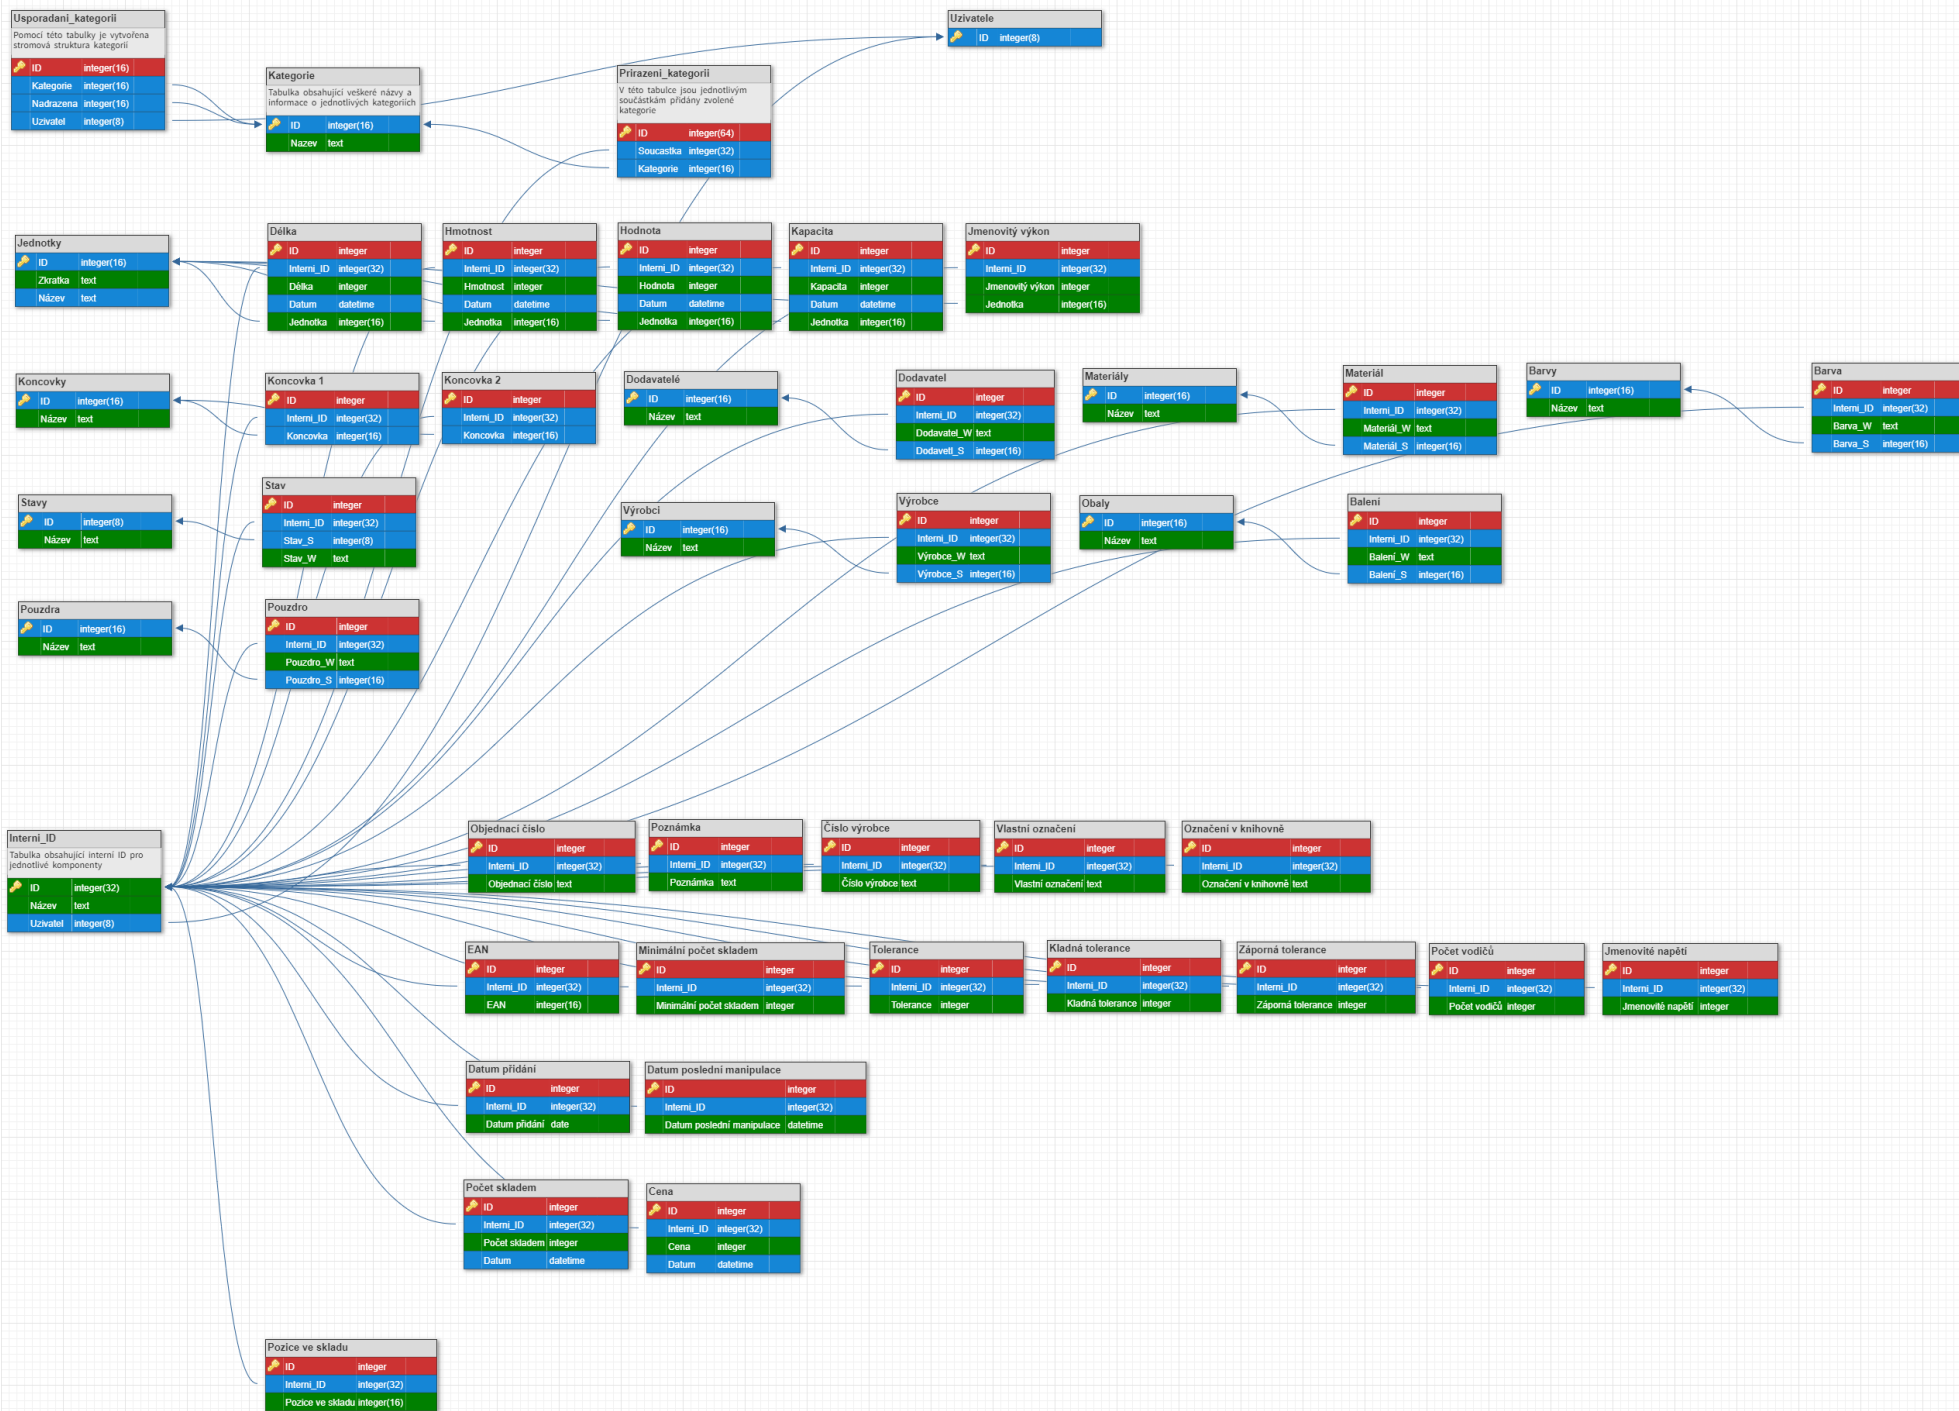 Usporadani_kategorii
Pomocí této tabulky je vytvořena
stromová struktura kategorií
ID integer(16)
Kategorie integer(16)
Nadrazena integer(16)
Uzivatel integer(8)
Kategorie
Tabulka obsahující veškeré názvy a
informace o jednotlivých kategoriích
ID integer(16)
Nazev text
Prirazeni_kategorii
V této tabulce jsou jednotlivým
součástkám přidány zvolené
kategorie
ID integer(64)
Soucastka integer(32)
Kategorie integer(16)
Uzivatele
ID integer(8)
Jednotky
ID integer(16)
Zkratka text
Název text
Délka
ID integer
Interni_ID integer(32)
Délka integer
Datum datetime
Jednotka integer(16)
Hmotnost
ID integer
Interni_ID integer(32)
Hmotnost integer
Datum datetime
Jednotka integer(16)
Hodnota
ID integer
Interni_ID integer(32)
Hodnota integer
Datum datetime
Jednotka integer(16)
Kapacita
ID integer
Interni_ID integer(32)
Kapacita integer
Datum datetime
Jednotka integer(16)
Jmenovitý výkon
ID integer
Interni_ID integer(32)
Jmenovitý výkon integer
Jednotka integer(16)
Koncovky
ID integer(16)
Název text
Koncovka 1
ID integer
Interni_ID integer(32)
Koncovka integer(16)
Koncovka 2
ID integer
Interni_ID integer(32)
Koncovka integer(16)
Dodavatelé
ID integer(16)
Název text
Dodavatel
ID integer
Interni_ID integer(32)
Dodavatel_W text
Dodavetl_S integer(16)
Materiály
ID integer(16)
Název text
Materiál
ID integer
Interni_ID integer(32)
Materiál_W text
Materiál_S integer(16)
Barvy
ID integer(16)
Název text
Barva
ID integer
Interni_ID integer(32)
Barva_W text
Barva_S integer(16)
Stavy
ID integer(8)
Název text
Stav
ID integer
Interni_ID integer(32)
Stav_S integer(8)
Stav_W text
Výrobci
ID integer(16)
Název text
Výrobce
ID integer
Interni_ID integer(32)
Výrobce_W text
Výrobce_S integer(16)
Obaly
ID integer(16)
Název text
Balení
ID integer
Interni_ID integer(32)
Balení_W text
Balení_S integer(16)
Pouzdra
ID integer(16)
Název text
Pouzdro
ID integer
Interni_ID integer(32)
Pouzdro_W text
Pouzdro_S integer(16)
Interni_ID
Tabulka obsahující interní ID pro
jednotlivé komponenty
ID integer(32)
Název text
Uzivatel integer(8)
Objednací číslo
ID integer
Interni_ID integer(32)
Objednací číslo text
Poznámka
ID integer
Interni_ID integer(32)
Poznámka text
Číslo výrobce
ID integer
Interni_ID integer(32)
Číslo výrobce text
Vlastní označení
ID integer
Interni_ID integer(32)
Vlastní označení text
Označení v knihovně
ID integer
Interni_ID integer(32)
Označení v knihovně text
EAN
ID integer
Interni_ID integer(32)
EAN integer(16)
Minimální počet skladem
ID integer
Interni_ID integer(32)
Minimální počet skladem integer
Tolerance
ID integer
Interni_ID integer(32)
Tolerance integer
Kladná tolerance
ID integer
Interni_ID integer(32)
Kladná tolerance integer
Záporná tolerance
ID integer
Interni_ID integer(32)
Záporná tolerance integer
Počet vodičů
ID integer
Interni_ID integer(32)
Počet vodičů integer
Jmenovité napětí
ID integer
Interni_ID integer(32)
Jmenovité napětí integer
Datum přidání
ID integer
Interni_ID integer(32)
Datum přidání date
Datum poslední manipulace
ID integer
Interni_ID integer(32)
Datum poslední manipulace datetime
Počet skladem
ID integer
Interni_ID integer(32)
Počet skladem integer
Datum datetime
Cena
ID integer
Interni_ID integer(32)
Cena integer
Datum datetime
Pozice ve skladu
ID integer
Interni_ID integer(32)
Pozice ve skladu integer(16)